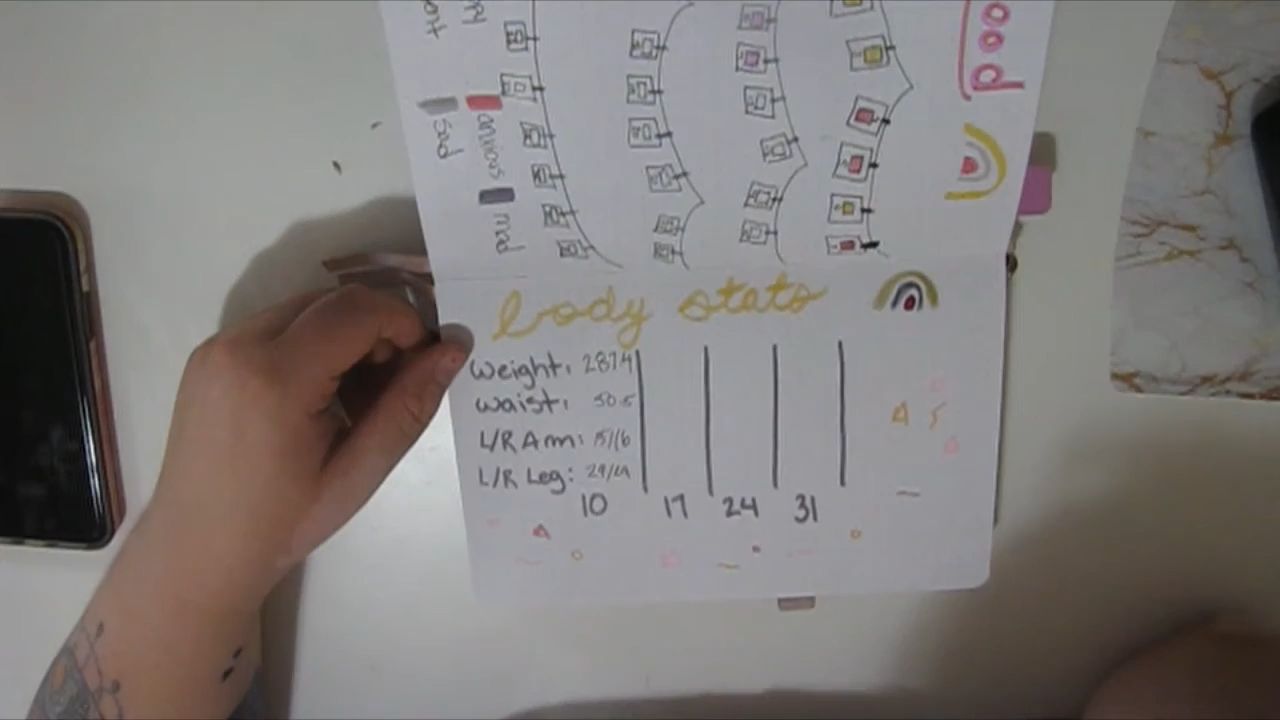 mood
anxious
mad
sad
body stats
Weight: 287.4
waist: 50.5
L/R Arm: 15/16
L/R Leg: 29/29
10 17 24 31